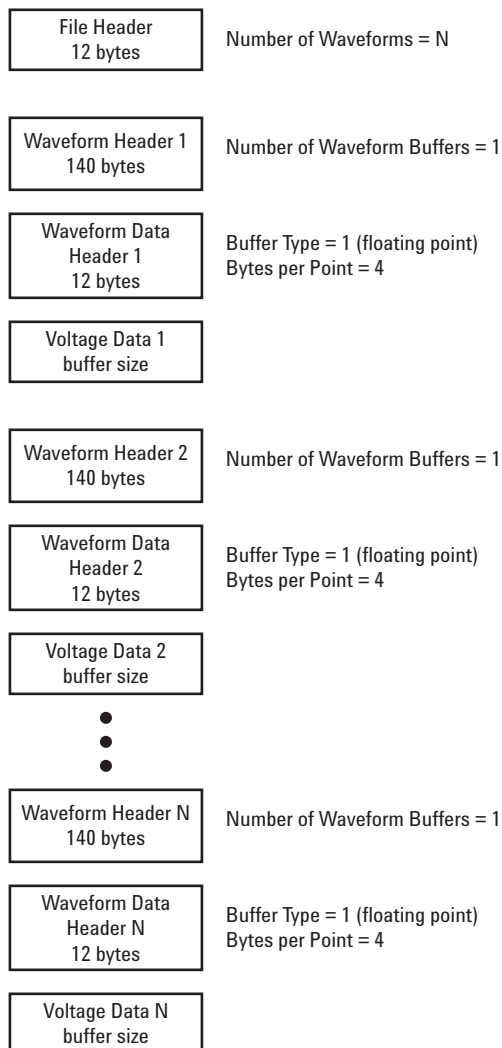 File Header
12 bytes
Number of Waveforms = N
Waveform Header 1
140 bytes
Number of Waveform Buffers = 1
Waveform Data
Header 1
12 bytes
Buffer Type = 1 (floating point)
Bytes per Point = 4
Voltage Data 1
buffer size
Waveform Header 2
140 bytes
Number of Waveform Buffers = 1
Waveform Data
Header 2
12 bytes
Buffer Type = 1 (floating point)
Bytes per Point = 4
Voltage Data 2
buffer size
Waveform Header N
140 bytes
Number of Waveform Buffers = 1
Waveform Data
Header N
12 bytes
Buffer Type = 1 (floating point)
Bytes per Point = 4
Voltage Data N
buffer size